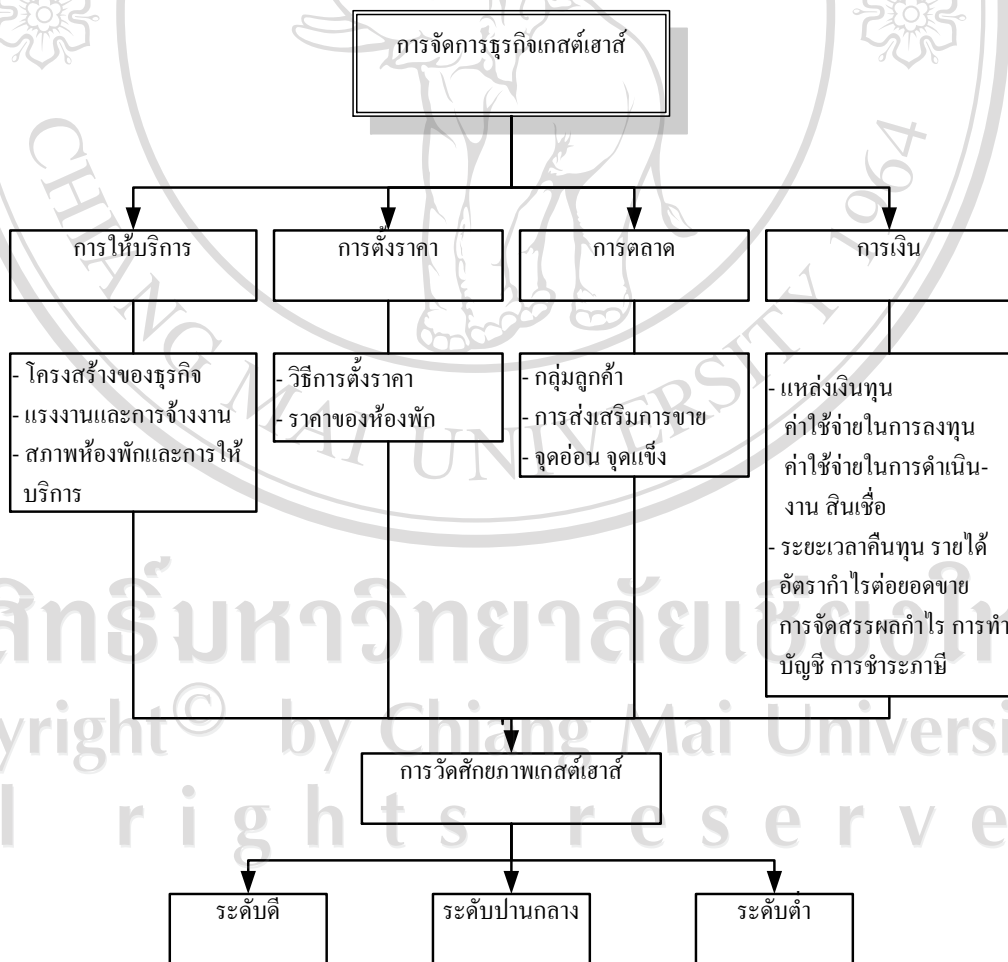 การจัดการธุรกิจเกสต์เฮาส์
CHIANG MAI UNIVERSITY 1964
การให้บริการ
การตั้งราคา
การตลาด
การเงิน
- โครงสร้างของธุรกิจ
- แรงงานและการจ้างงาน
- สภาพห้องพักและการให้
บริการ
- วิธีการตั้งราคา
- ราคาของห้องพัก
- กลุ่มลูกค้า
- การส่งเสริมการขาย
- จุดอ่อน จุดแข็ง
- แหล่งเงินทุน
ค่าใช้จ่ายในการลงทุน
ค่าใช้จ่ายในการดำเนิน-
งาน สินเชื่อ
- ระยะเวลาคืนทุน รายได้
อัตรากำไรต่อยอดขาย
การจัดสรรผลกำไร การทำ
บัญชี การชำระภาษี
สิทธิ์มหาวิทยาลัยเชียงให
yright© by Chiang Mai Universi
l rights reserve
การวัดศักยภาพเกสต์เฮาส์
ระดับดี
ระดับปานกลาง
ระดับต่ำ